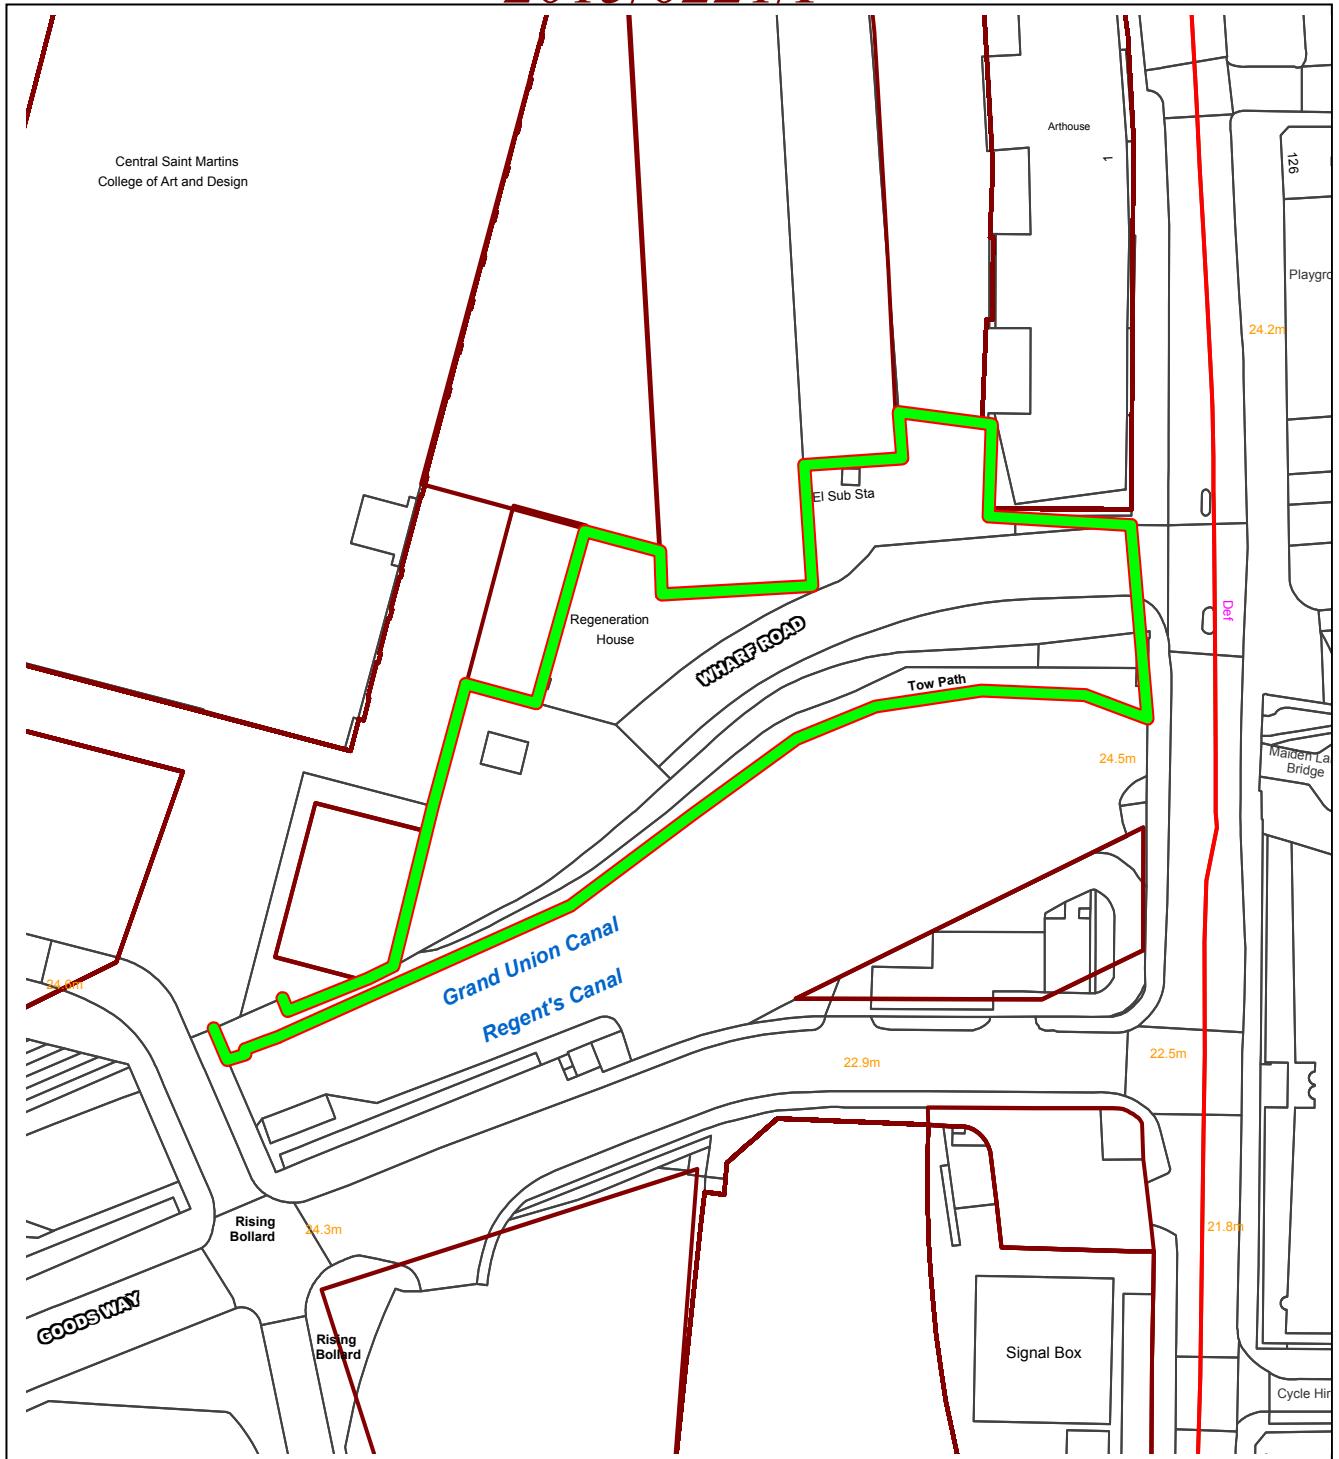 Arthouse
1
126
Central Saint Martins
College of Art and Design
24.2m
El Sub Sta
Def
Regeneration
House
WHARF ROAD
Tow Path
24.5m
Bridge
Grand Union Canal
Regent's Canal
22.9m
22.5m
Rising
Bollard
24.3m
21.8m
GOODS WAY
Rising
Bollard
Signal Box
Cycle Hir
Playgro
Maiden La